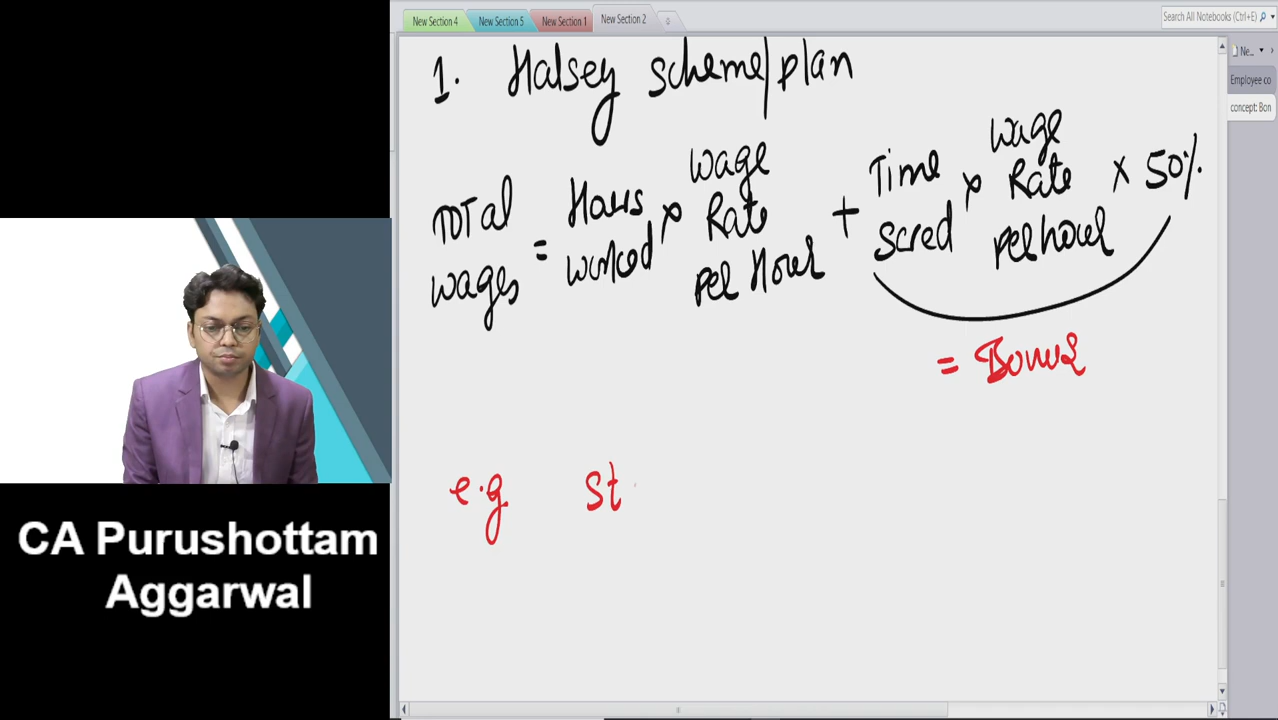 New Section 4
New Section 5
New Section 1
New Section 2
Search All Notebooks (Ctrl+E)
Ne...
Employee co
concept: Bon
1. Halsey scheme/plan
Total wages = Hours worked × wage Rate per Hour + Time saved × wage Rate per hour × 50%
= Bonus
e.g St
CA Purushottam
Aggarwal